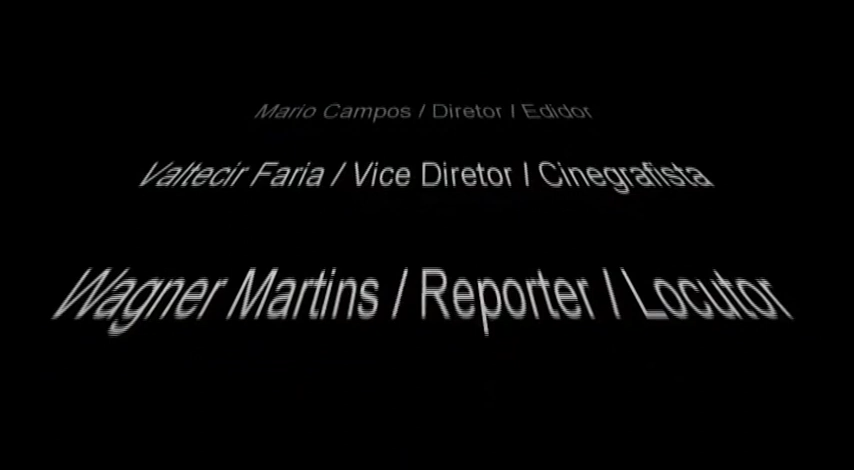 Mario Campos / Diretor / Edidor
Valtecir Faria / Vice Diretor / Cinegrafista
Wagner Martins / Reporter / Locutor